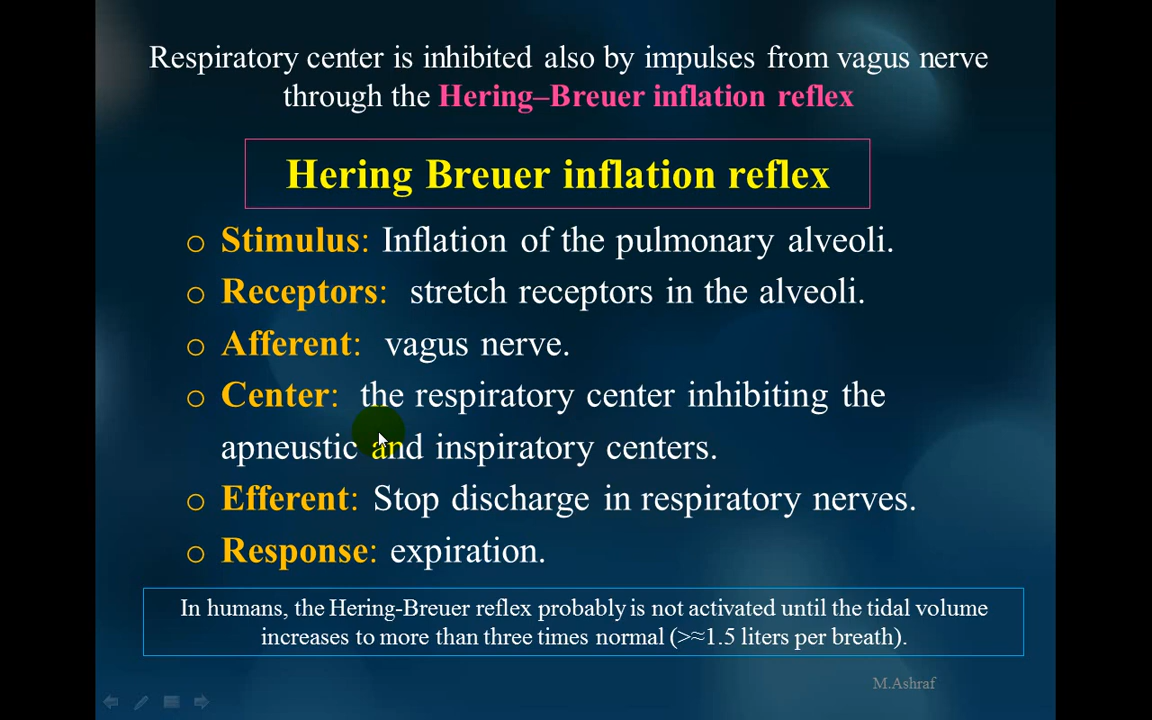 Respiratory center is inhibited also by impulses from vagus nerve
through the Hering–Breuer inflation reflex
Hering Breuer inflation reflex
o Stimulus: Inflation of the pulmonary alveoli.
o Receptors: stretch receptors in the alveoli.
o Afferent: vagus nerve.
o Center: the respiratory center inhibiting the
apneustic and inspiratory centers.
o Efferent: Stop discharge in respiratory nerves.
o Response: expiration.
In humans, the Hering-Breuer reflex probably is not activated until the tidal volume
increases to more than three times normal (>≈1.5 liters per breath).
M.Ashraf